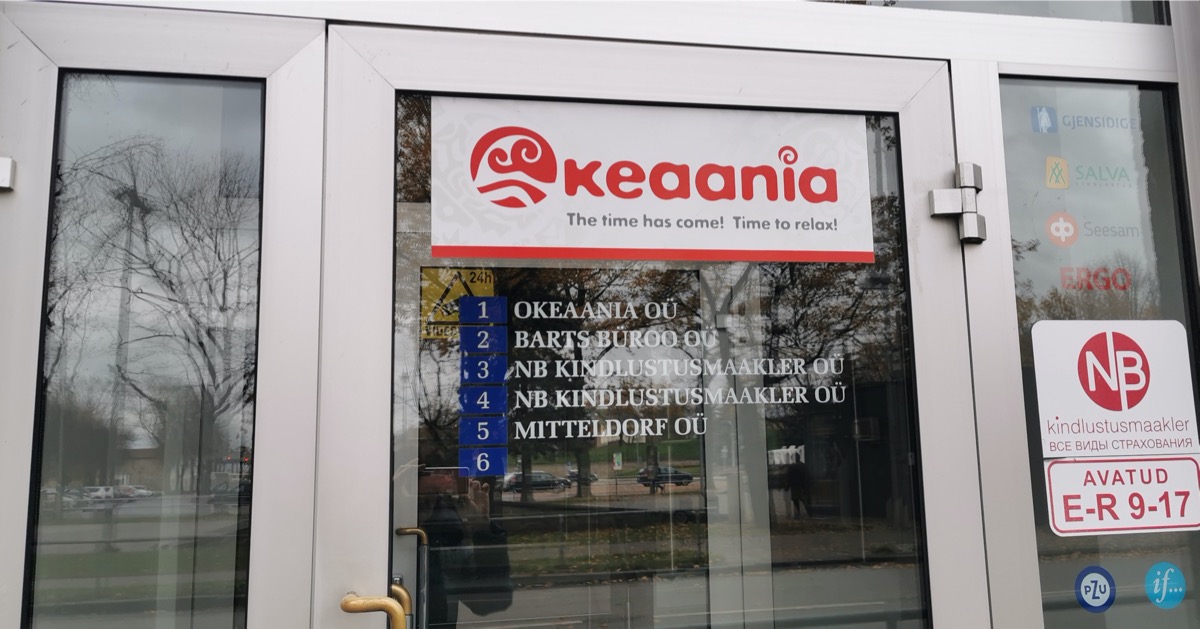 Okeaania
The time has come! Time to relax!
24h
1 OKEAANIA OÜ
2 BARTS BÜROO OÜ
3 NB KINDLUSTUSMAAKLER OÜ
4 NB KINDLUSTUSMAAKLER OÜ
5 MITTELDORF OÜ
6
GJENSIDIGE
SALVA
Seesam
ERGO
NB
kindlustusmaakler
ВСЕ ВИДЫ СТРАХОВАНИЯ
AVATUD
E-R 9-17
PZU
if...